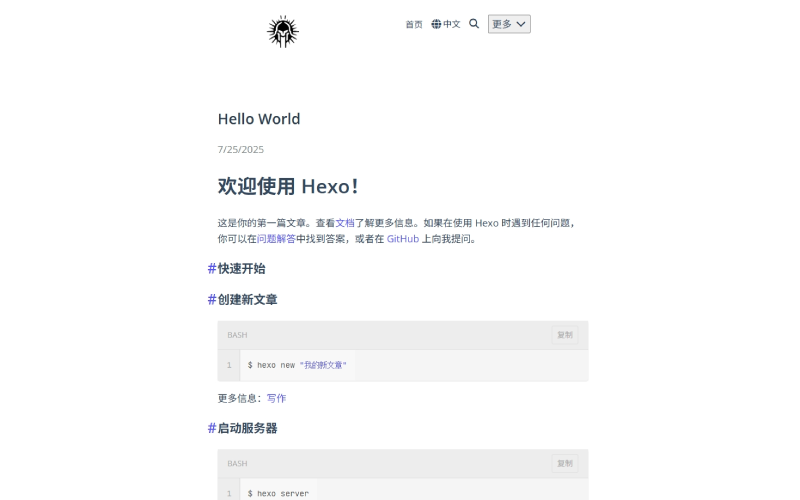 首页 中文 更多
Hello World
7/25/2025
欢迎使用 Hexo！
这是你的第一篇文章。查看文档了解更多信息。如果在使用 Hexo 时遇到任何问题，
你可以在问题解答中找到答案，或者在 GitHub 上向我提问。
#快速开始
#创建新文章
BASH 复制
1 $ hexo new "我的新文章"
更多信息：写作
#启动服务器
BASH 复制
1 $ hexo server